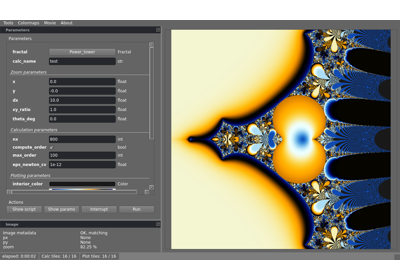 Tools Colormaps Movie About
Parameters
Parameters
fractal Power_tower Fractal
calc_name test str
Zoom parameters
x 0.0 float
y -0.0 float
dx 10.0 float
xy_ratio 1.0 float
theta_deg 0.0 float
Calculation parameters
nx 800 int
compute_order bool
max_order 100 int
eps_newton_cv 1e-12 float
Plotting parameters
interior_color Color
Actions
Show script Show params Interrupt Run
Image
Image metadata OK, matching
px None
py None
zoom 82.25 %
elapsed: 0:00:02 Calc tiles: 16 / 16 Plot tiles: 16 / 16